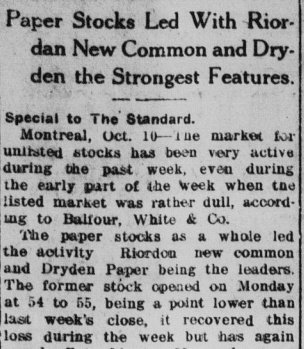 Paper Stocks Led With Rior-
dan New Common and Dry-
den the Strongest Features.
Special to The Standard.
Montreal, Oct. 10—The market for
unlisted stocks has been very active
during the past week, even during
the early part of the week when the
listed market was rather dull, accord-
ing to Balfour, White & Co.
The paper stocks as a whole led
the activity Riordon new common
and Dryden Paper being the leaders.
The former stock opened on Monday
at 54 to 55, being a point lower than
last week's close, it recovered this
loss during the week but has again